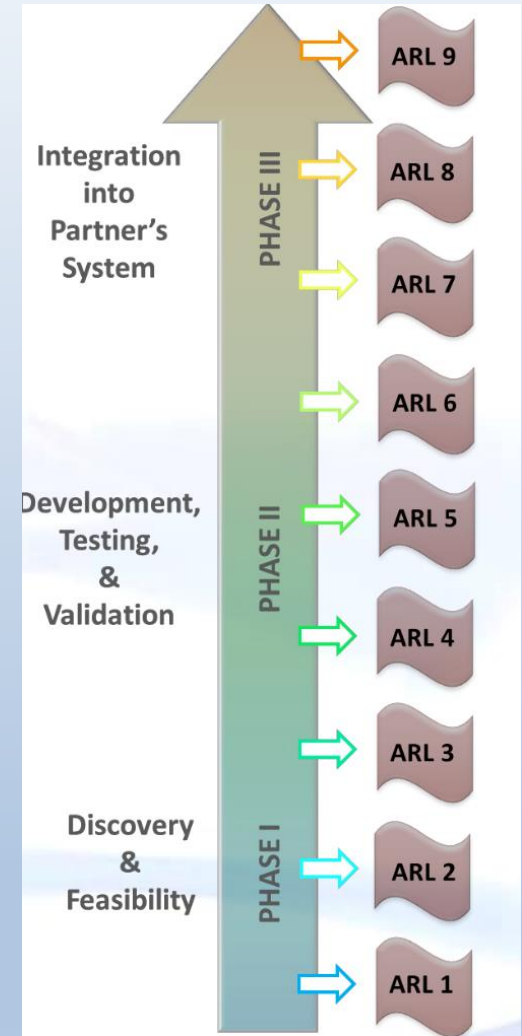 ARL 9
Integration
into
Partner's
System
PHASE III
ARL 8
ARL 7
ARL 6
Development,
Testing,
&
Validation
PHASE II
ARL 5
ARL 4
ARL 3
Discovery
&
Feasibility
PHASE I
ARL 2
ARL 1